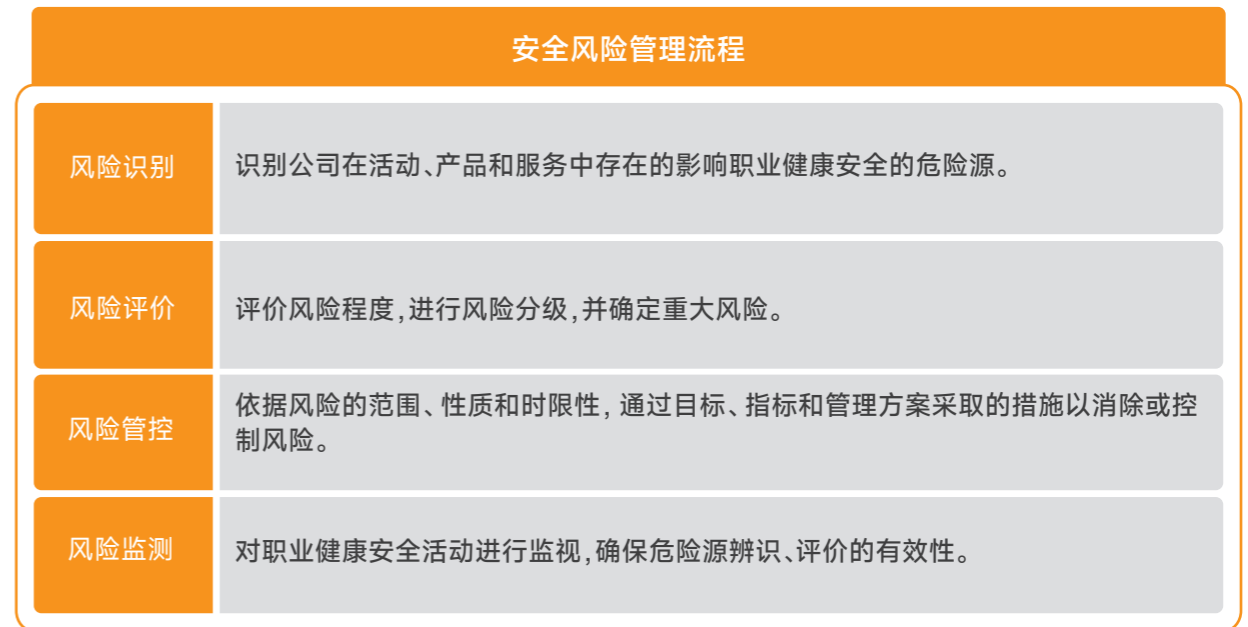 安全风险管理流程
风险识别
识别公司在活动、产品和服务中存在的影响职业健康安全的危险源。
风险评价
评价风险程度,进行风险分级,并确定重大风险。
风险管控
依据风险的范围、性质和时限性, 通过目标、指标和管理方案采取的措施以消除或控
制风险。
风险监测
对职业健康安全活动进行监视,确保危险源辨识、评价的有效性。